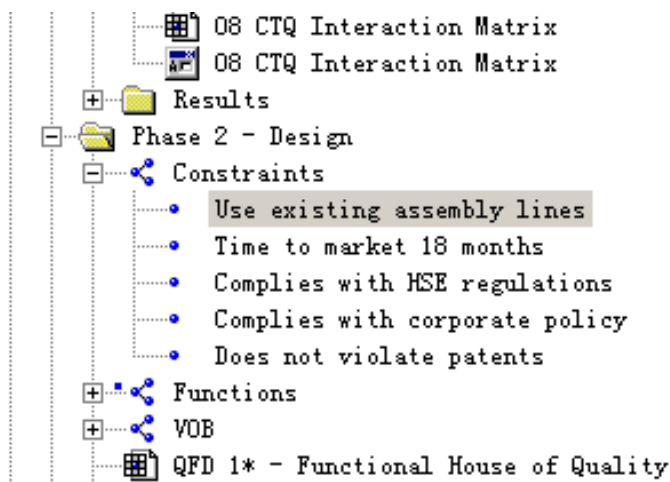 08 CTQ Interaction Matrix
08 CTQ Interaction Matrix
Results
Phase 2 - Design
Constraints
Use existing assembly lines
Time to market 18 months
Complies with HSE regulations
Complies with corporate policy
Does not violate patents
Functions
VOB
QFD 1* - Functional House of Quality